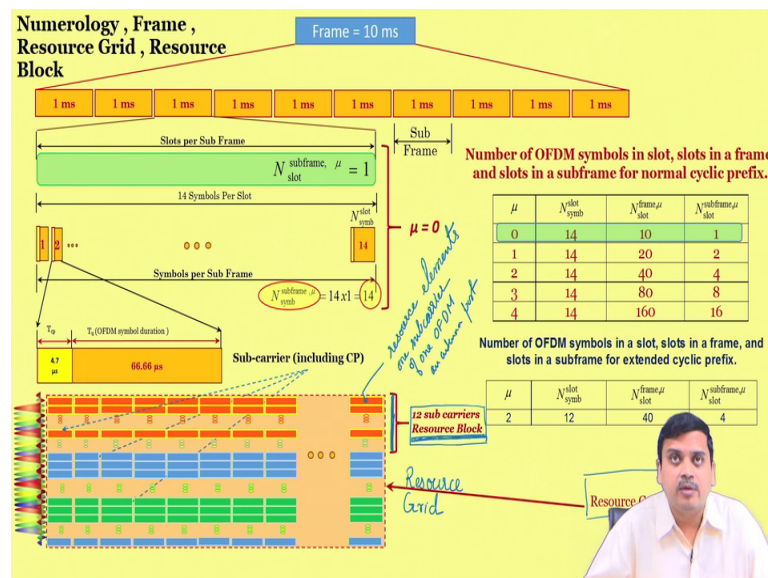 Numerology , Frame ,
Resource Grid , Resource
Block
Frame = 10 ms
1 ms 1 ms 1 ms 1 ms 1 ms 1 ms 1 ms 1 ms 1 ms 1 ms
Slots per Sub Frame
N subframe, μ slot = 1
Sub
Frame
14 Symbols Per Slot
N slot symb
1 2 14
μ=0
Symbols per Sub Frame
N subframe,μ symb = 14 x1 = 14
Tcp Tu(OFDM symbol duration )
4.7
μs
66.66 μs
Sub-carrier (including CP)
resource elements
one subcarrier
of one OFDM
an antenna port
12 sub carriers
Resource Block
Resource
Grid
Resource
Number of OFDM symbols in slot, slots in a frame
and slots in a subframe for normal cyclic prefix.
μ N slot symb N frame,μ slot N subframe,μ slot
0 14 10 1
1 14 20 2
2 14 40 4
3 14 80 8
4 14 160 16
Number of OFDM symbols in a slot, slots in a frame, and
slots in a subframe for extended cyclic prefix.
μ N slot symb N frame,μ slot N subframe,μ slot
2 12 40 4